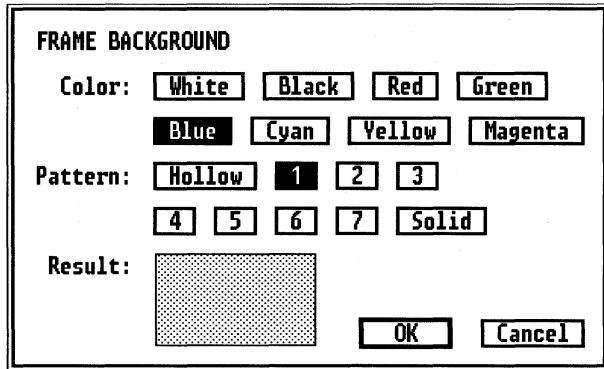 FRAME BACKGROUND
Color: White Black Red Green
Blue Cyan Yellow Magenta
Pattern: Hollow 1 2 3
4 5 6 7 Solid
Result:
OK Cancel